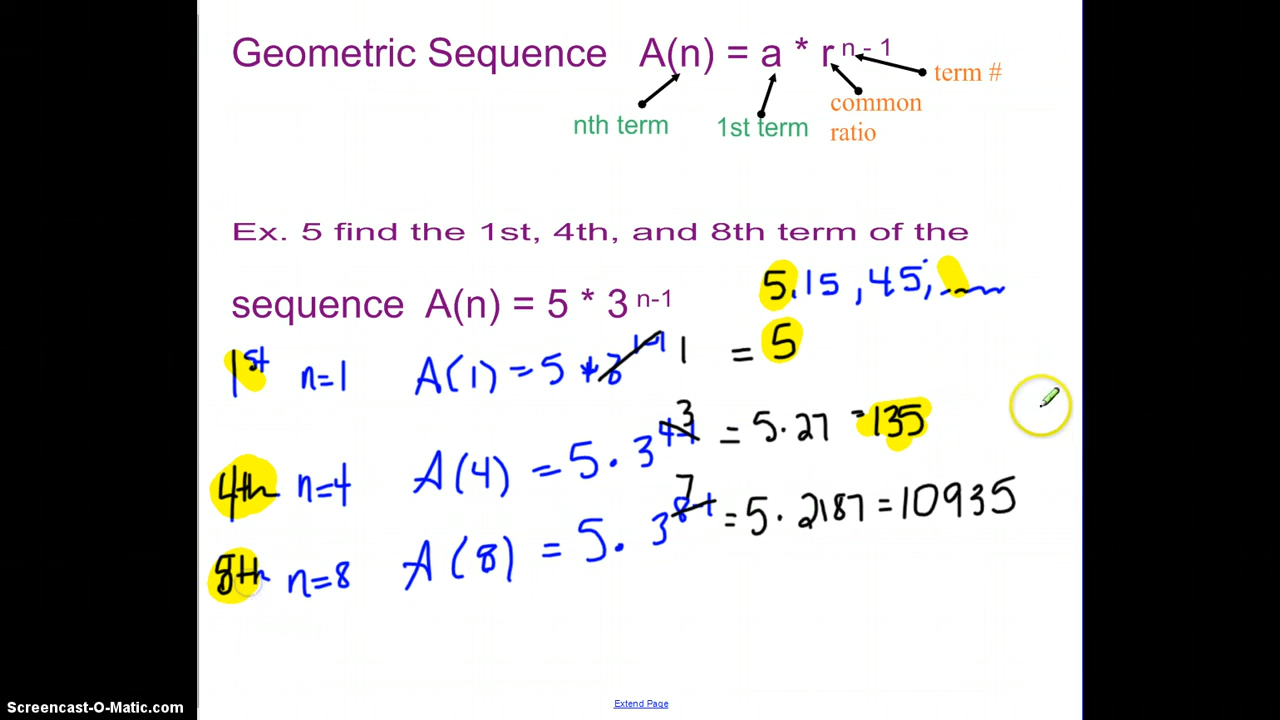 Geometric Sequence A(n) = a * r n - 1
term #
common
ratio
nth term 1st term
Ex. 5 find the 1st, 4th, and 8th term of the
5.15 , 45, .....
sequence A(n) = 5 * 3 n-1
1st n=1 A(1) = 5 * 3 1-1 1 = 5
4th n=4 A(4) = 5 · 3 4-1 3 = 5 · 27 = 135
8th n=8 A(8) = 5 · 3 8-1 7 = 5 · 2187 = 10935
Extend Page
Screencast-O-Matic.com